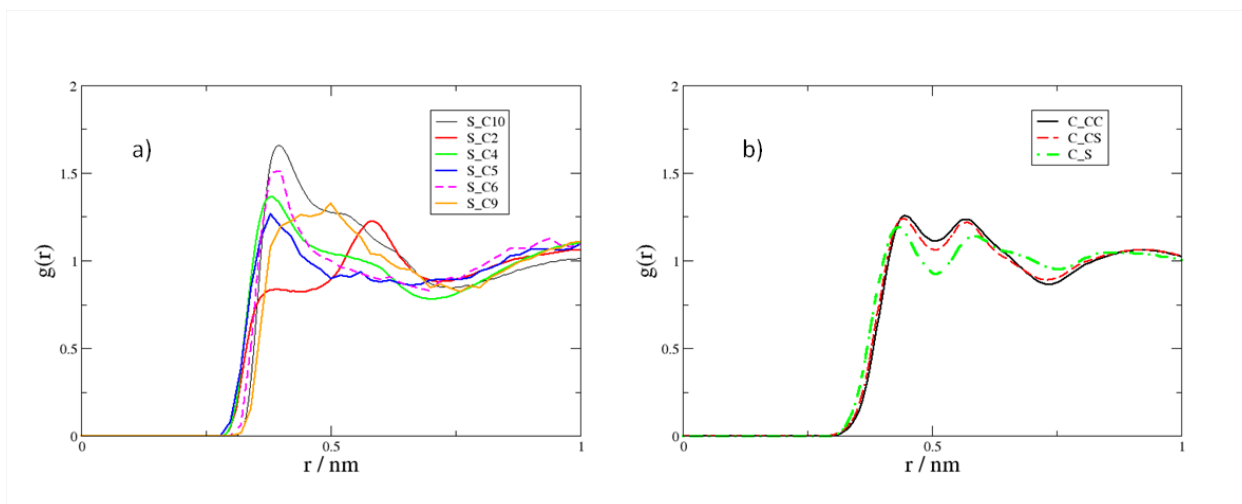 a)
g(r)
2
1.5
1
0.5
0
0
0.5
1
r / nm
S_C10
S_C2
S_C4
S_C5
S_C6
S_C9
b)
g(r)
2
1.5
1
0.5
0
0
0.5
1
r / nm
C_CC
C_CS
C_S